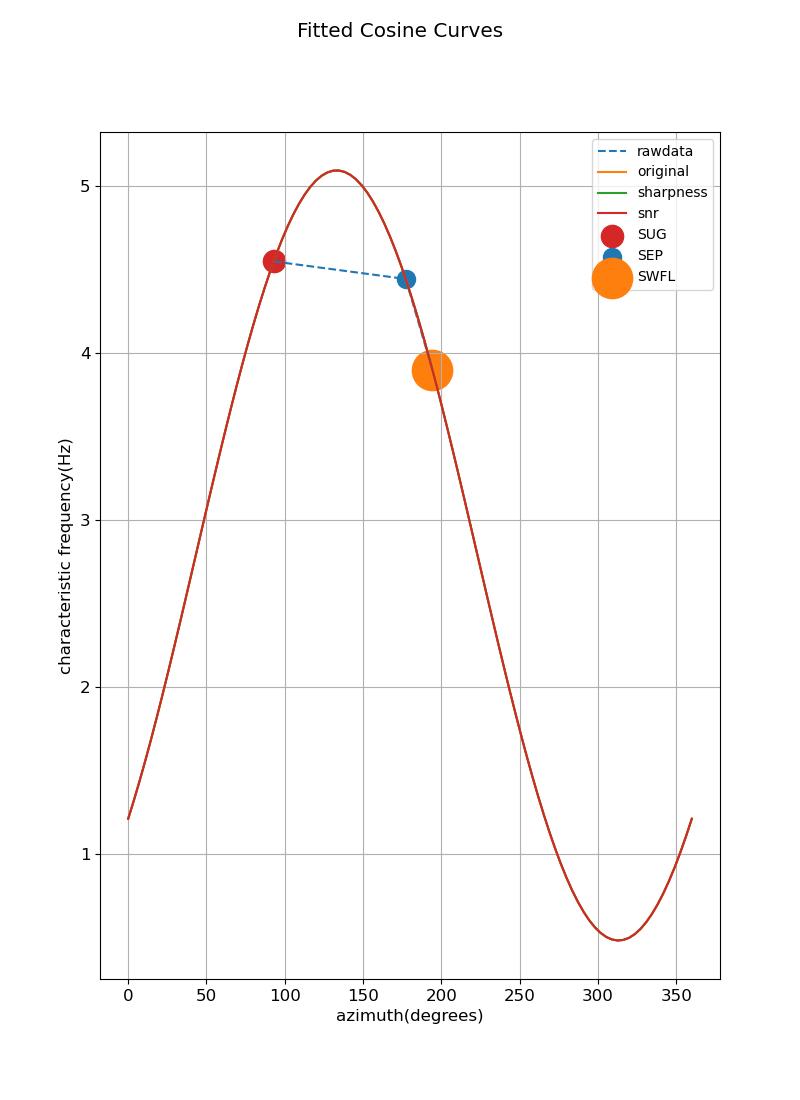 Fitted Cosine Curves
rawdata
original
sharpness
snr
SUG
SEP
SWFL
characteristic frequency(Hz)
5
4
3
2
1
0 50 100 150 200 250 300 350
azimuth(degrees)